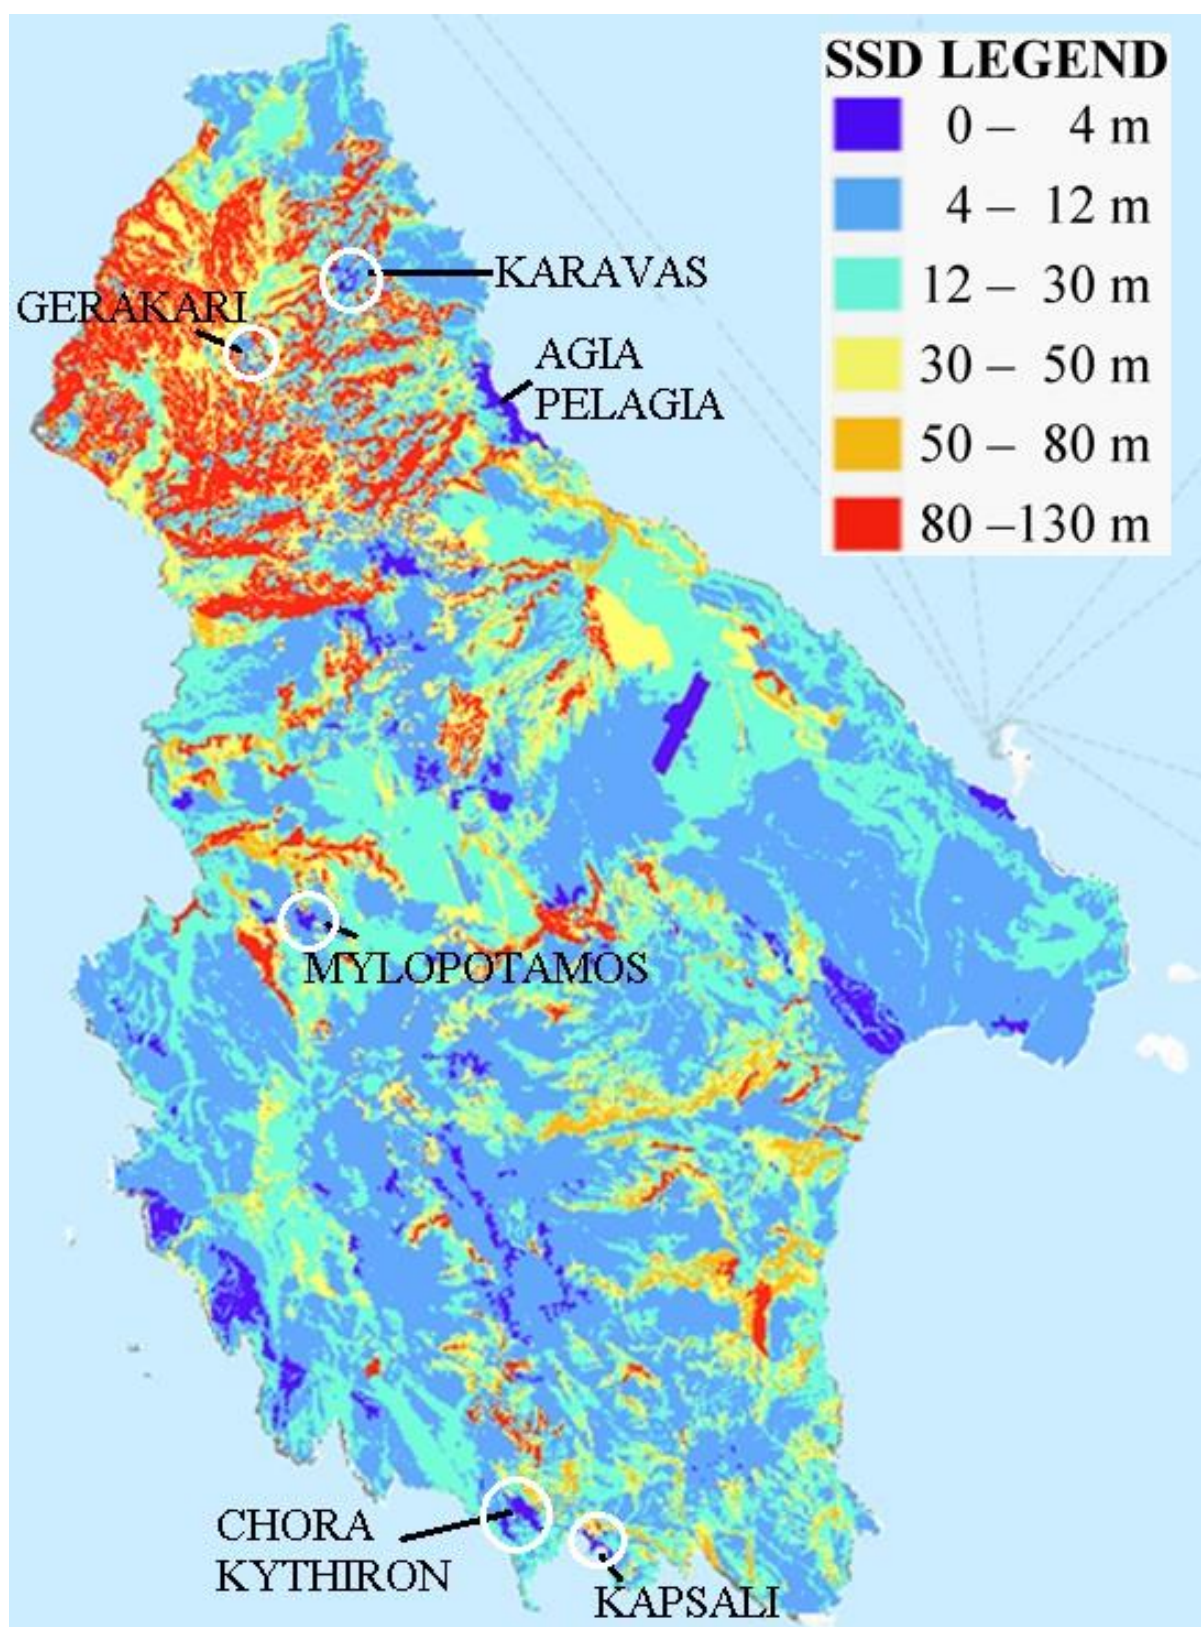 SSD LEGEND
0 – 4 m
4 – 12 m
12 – 30 m
30 – 50 m
50 – 80 m
80 –130 m
KARAVAS
GERAKARI
AGIA
PELAGIA
MYLOPOTAMOS
CHORA
KYTHIRON
KAPSALI